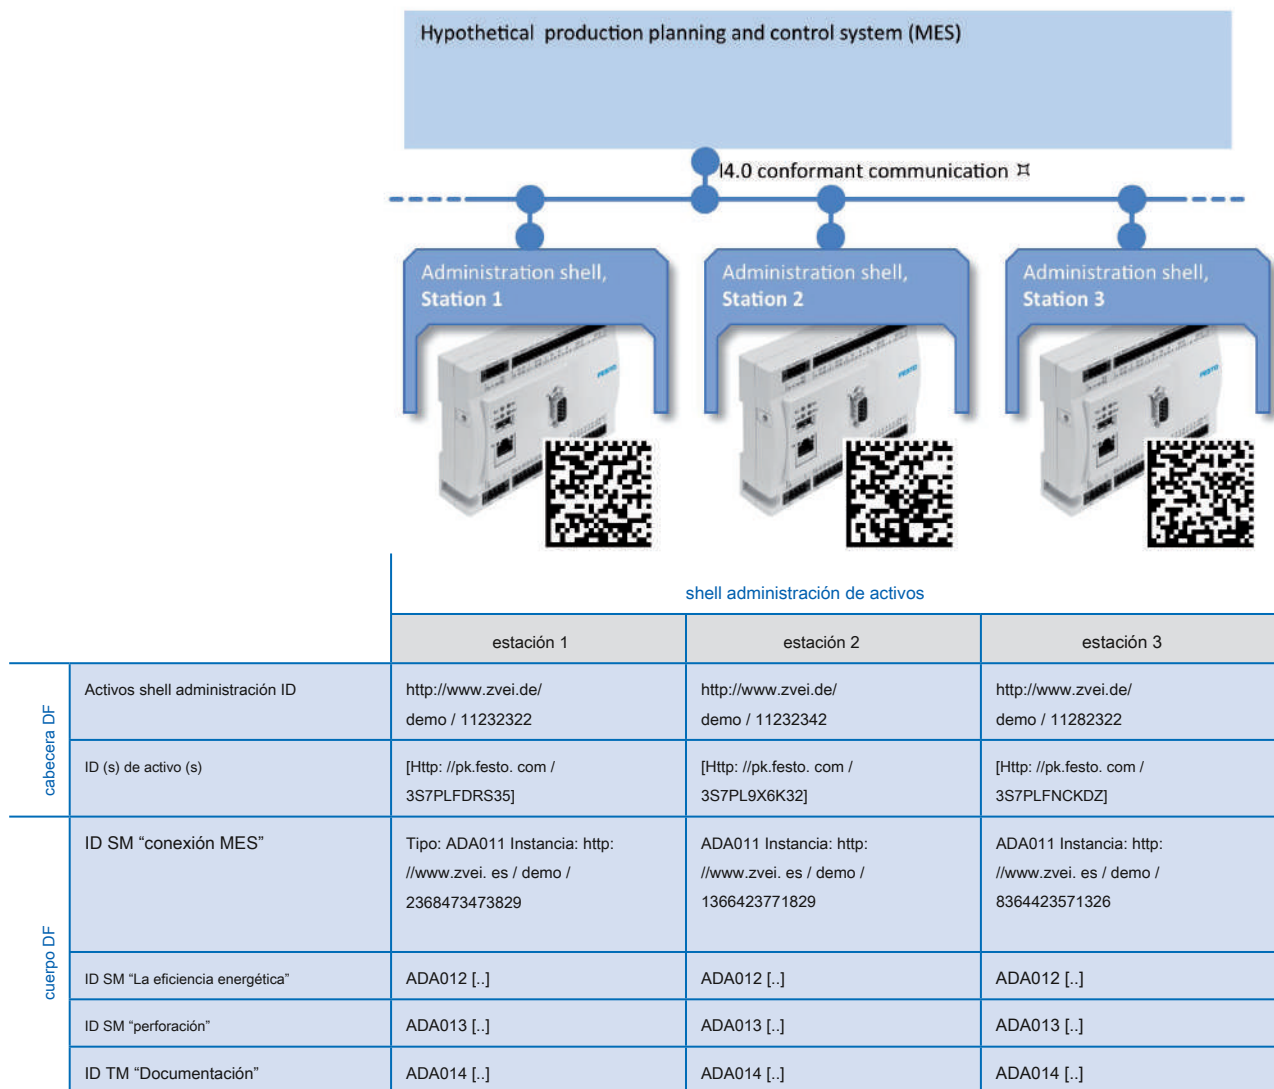 Hypothetical production planning and control system (MES)
I4.0 conformant communication ¤
Administration shell,
Station 1
Administration shell,
Station 2
Administration shell,
Station 3
FESTO
FESTO
FESTO
shell administración de activos
estación 1
estación 2
estación 3
cabecera DF
Activos shell administración ID
http://www.zvei.de/
demo / 11232322
http://www.zvei.de/
demo / 11232342
http://www.zvei.de/
demo / 11282322
ID (s) de activo (s)
[Http: //pk.festo. com /
3S7PLFDRS35]
[Http: //pk.festo. com /
3S7PL9X6K32]
[Http: //pk.festo. com /
3S7PLFNCKDZ]
cuerpo DF
ID SM “conexión MES”
Tipo: ADA011 Instancia: http:
//www.zvei. es / demo /
2368473473829
ADA011 Instancia: http:
//www.zvei. es / demo /
1366423771829
ADA011 Instancia: http:
//www.zvei. es / demo /
8364423571326
ID SM “La eficiencia energética”
ADA012 [..]
ADA012 [..]
ADA012 [..]
ID SM “perforación”
ADA013 [..]
ADA013 [..]
ADA013 [..]
ID TM “Documentación”
ADA014 [..]
ADA014 [..]
ADA014 [..]